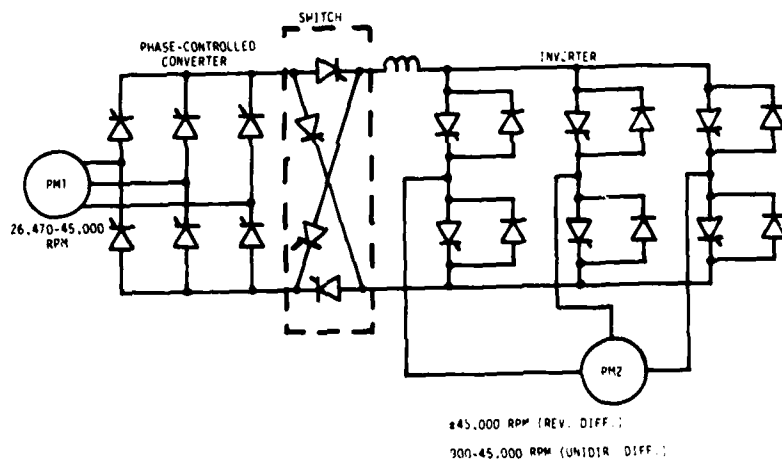 SWITCH
PHASE-CONTROLLED
CONVERTER
INVERTER
PM1
26,470-45,000
RPM
PM2
±45,000 RPM (REV. DIFF.)
300-45,000 RPM (UNIDIR. DIFF.)